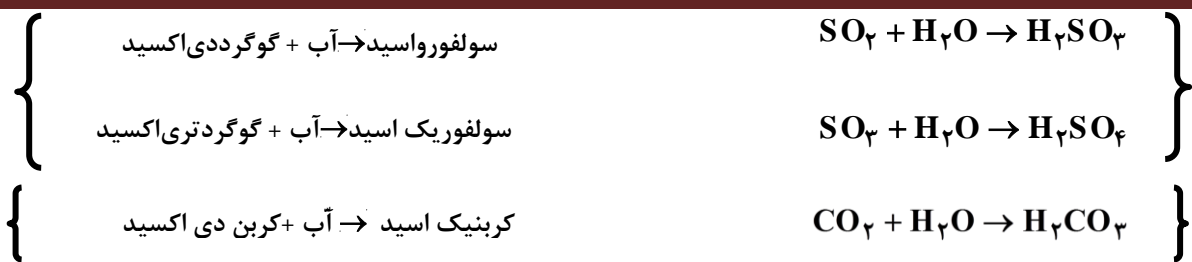 سولفورواسید→آب + گوگرددی‌اکسید
SO۲ + H۲O → H۲SO۳
سولفوریک اسید→آب + گوگردتری‌اکسید
SO۳ + H۲O → H۲SO۴
کربنیک اسید → آب +کربن دی اکسید
CO۲ + H۲O → H۲CO۳